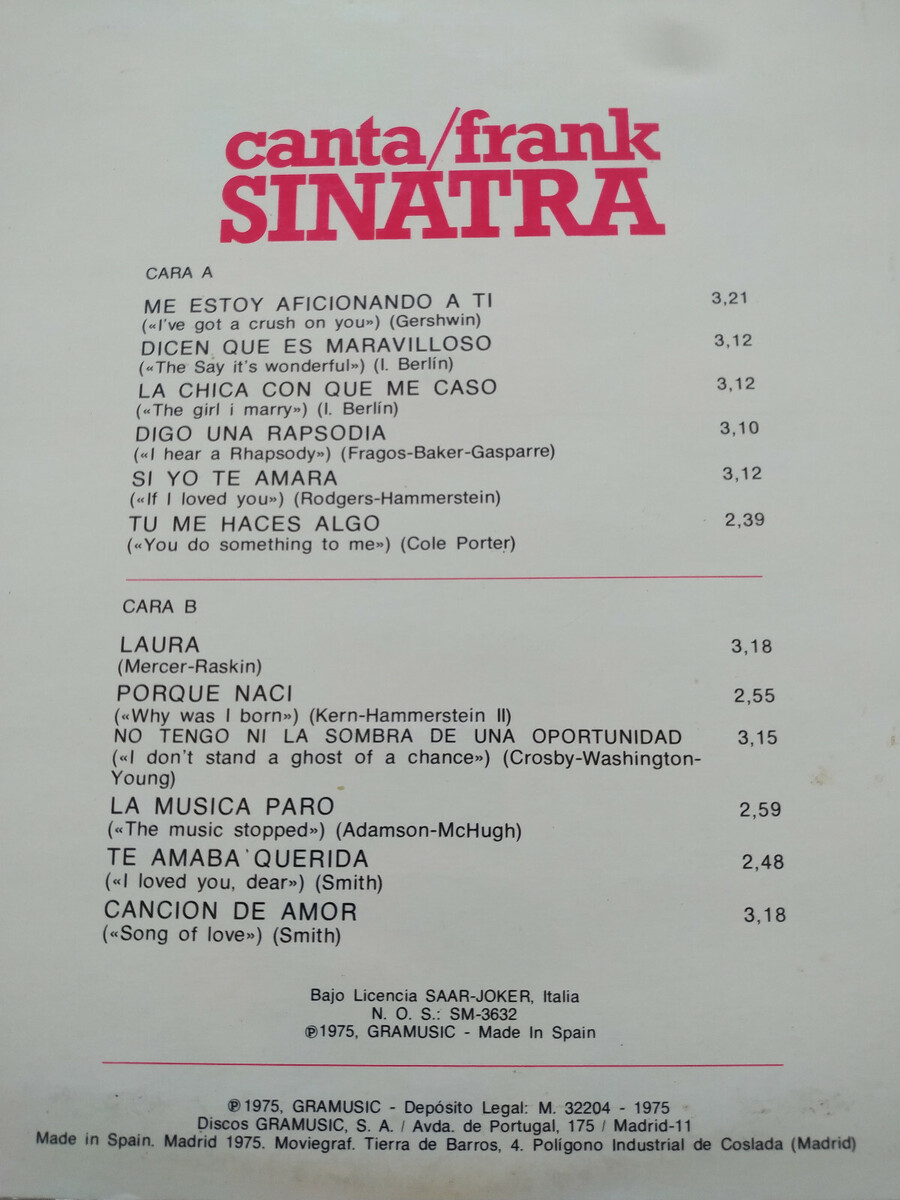 canta/frank
SINATRA
CARA A
ME ESTOY AFICIONANDO A TI 3,21
(«I've got a crush on you») (Gershwin)
DICEN QUE ES MARAVILLOSO 3,12
(«The Say it's wonderful») (I. Berlín)
LA CHICA CON QUE ME CASO 3,12
(«The girl i marry») (I. Berlín)
DIGO UNA RAPSODIA 3,10
(«I hear a Rhapsody») (Fragos-Baker-Gasparre)
SI YO TE AMARA 3,12
(«If I loved you») (Rodgers-Hammerstein)
TU ME HACES ALGO 2,39
(«You do something to me») (Cole Porter)
CARA B
LAURA 3,18
(Mercer-Raskin)
PORQUE NACI 2,55
(«Why was I born») (Kern-Hammerstein II)
NO TENGO NI LA SOMBRA DE UNA OPORTUNIDAD 3,15
(«I don't stand a ghost of a chance») (Crosby-Washington-
Young)
LA MUSICA PARO 2,59
(«The music stopped») (Adamson-McHugh)
TE AMABA QUERIDA 2,48
(«I loved you, dear») (Smith)
CANCION DE AMOR 3,18
(«Song of love») (Smith)
Bajo Licencia SAAR-JOKER, Italia
N. O. S.: SM-3632
℗1975, GRAMUSIC - Made In Spain
℗1975, GRAMUSIC - Depósito Legal: M. 32204 - 1975
Discos GRAMUSIC, S. A. / Avda. de Portugal, 175 / Madrid-11
Made in Spain. Madrid 1975. Moviegraf. Tierra de Barros, 4. Polígono Industrial de Coslada (Madrid)